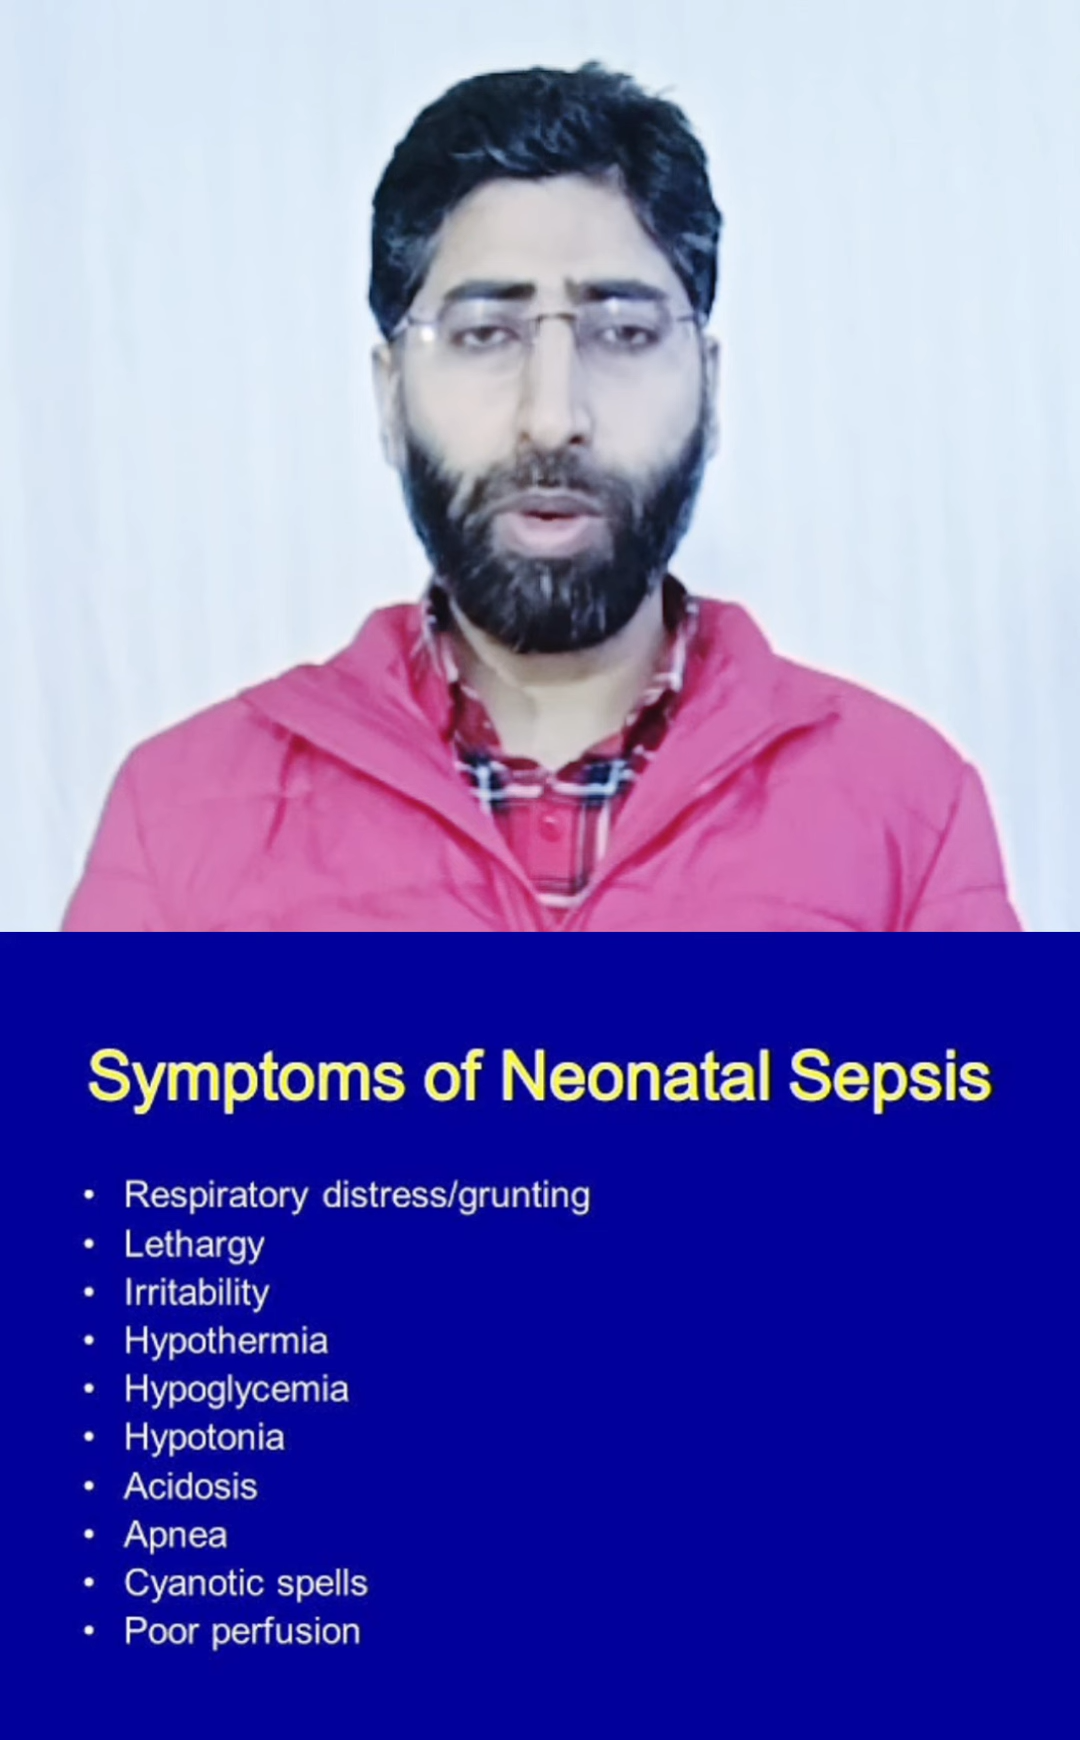 Symptoms of Neonatal Sepsis
• Respiratory distress/grunting
• Lethargy
• Irritability
• Hypothermia
• Hypoglycemia
• Hypotonia
• Acidosis
• Apnea
• Cyanotic spells
• Poor perfusion